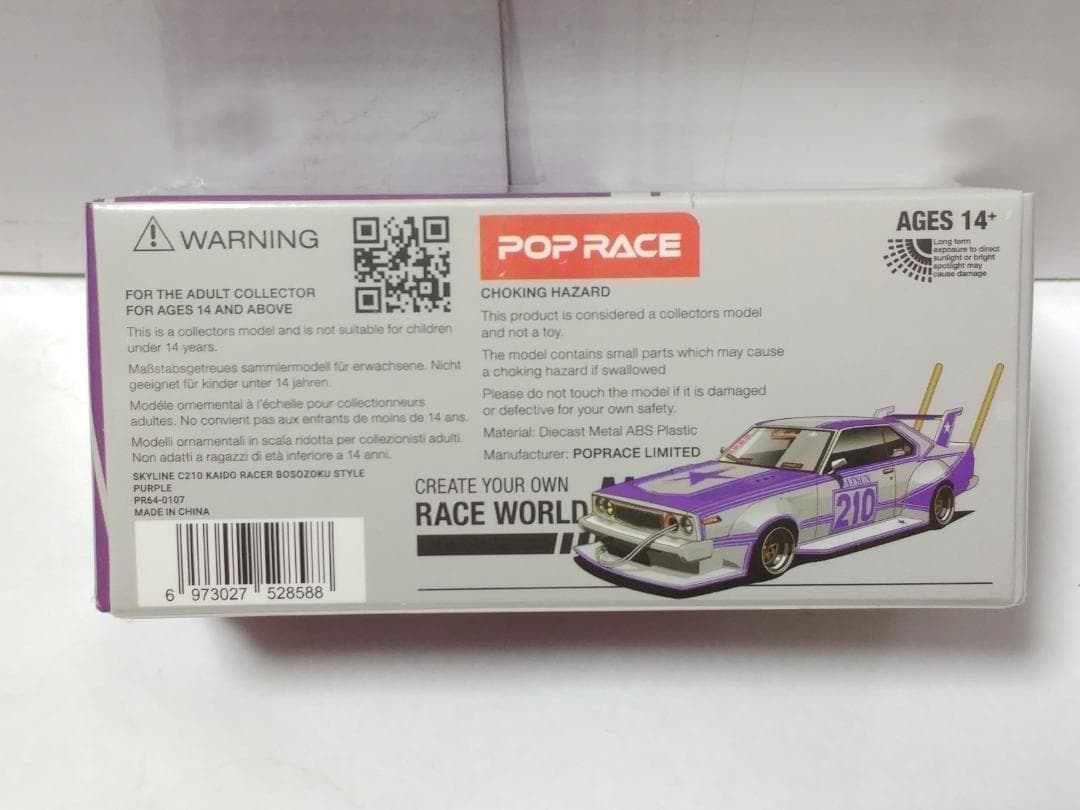 WARNING
FOR THE ADULT COLLECTOR
FOR AGES 14 AND ABOVE
This is a collectors model and is not suitable for children
under 14 years.
Maßstabsgetreues sammlermodell für erwachsene. Nicht
geeignet für kinder unter 14 jahren.
Modéle ornemental à l'échelle pour collectionneurs
adultes. No convient pas aux enfrants de moins de 14 ans.
Modelli ornamentali in scala ridotta per collezionisti adulti.
Non adatti a ragazzi di età inferiore a 14 anni.
SKYLINE C210 KAIDO RACER BOSOZOKU STYLE
PURPLE
PR64-0107
MADE IN CHINA
6 973027 528588
POP RACE
CHOKING HAZARD
This product is considered a collectors model
and not a toy.
The model contains small parts which may cause
a choking hazard if swallowed
Please do not touch the model if it is damaged
or defective for your own safety.
Material: Diecast Metal ABS Plastic
Manufacturer: POPRACE LIMITED
CREATE YOUR OWN
RACE WORLD
AGES 14+
Long term
exposure to direct
sunlight or bright
spotlight may
cause damage
210